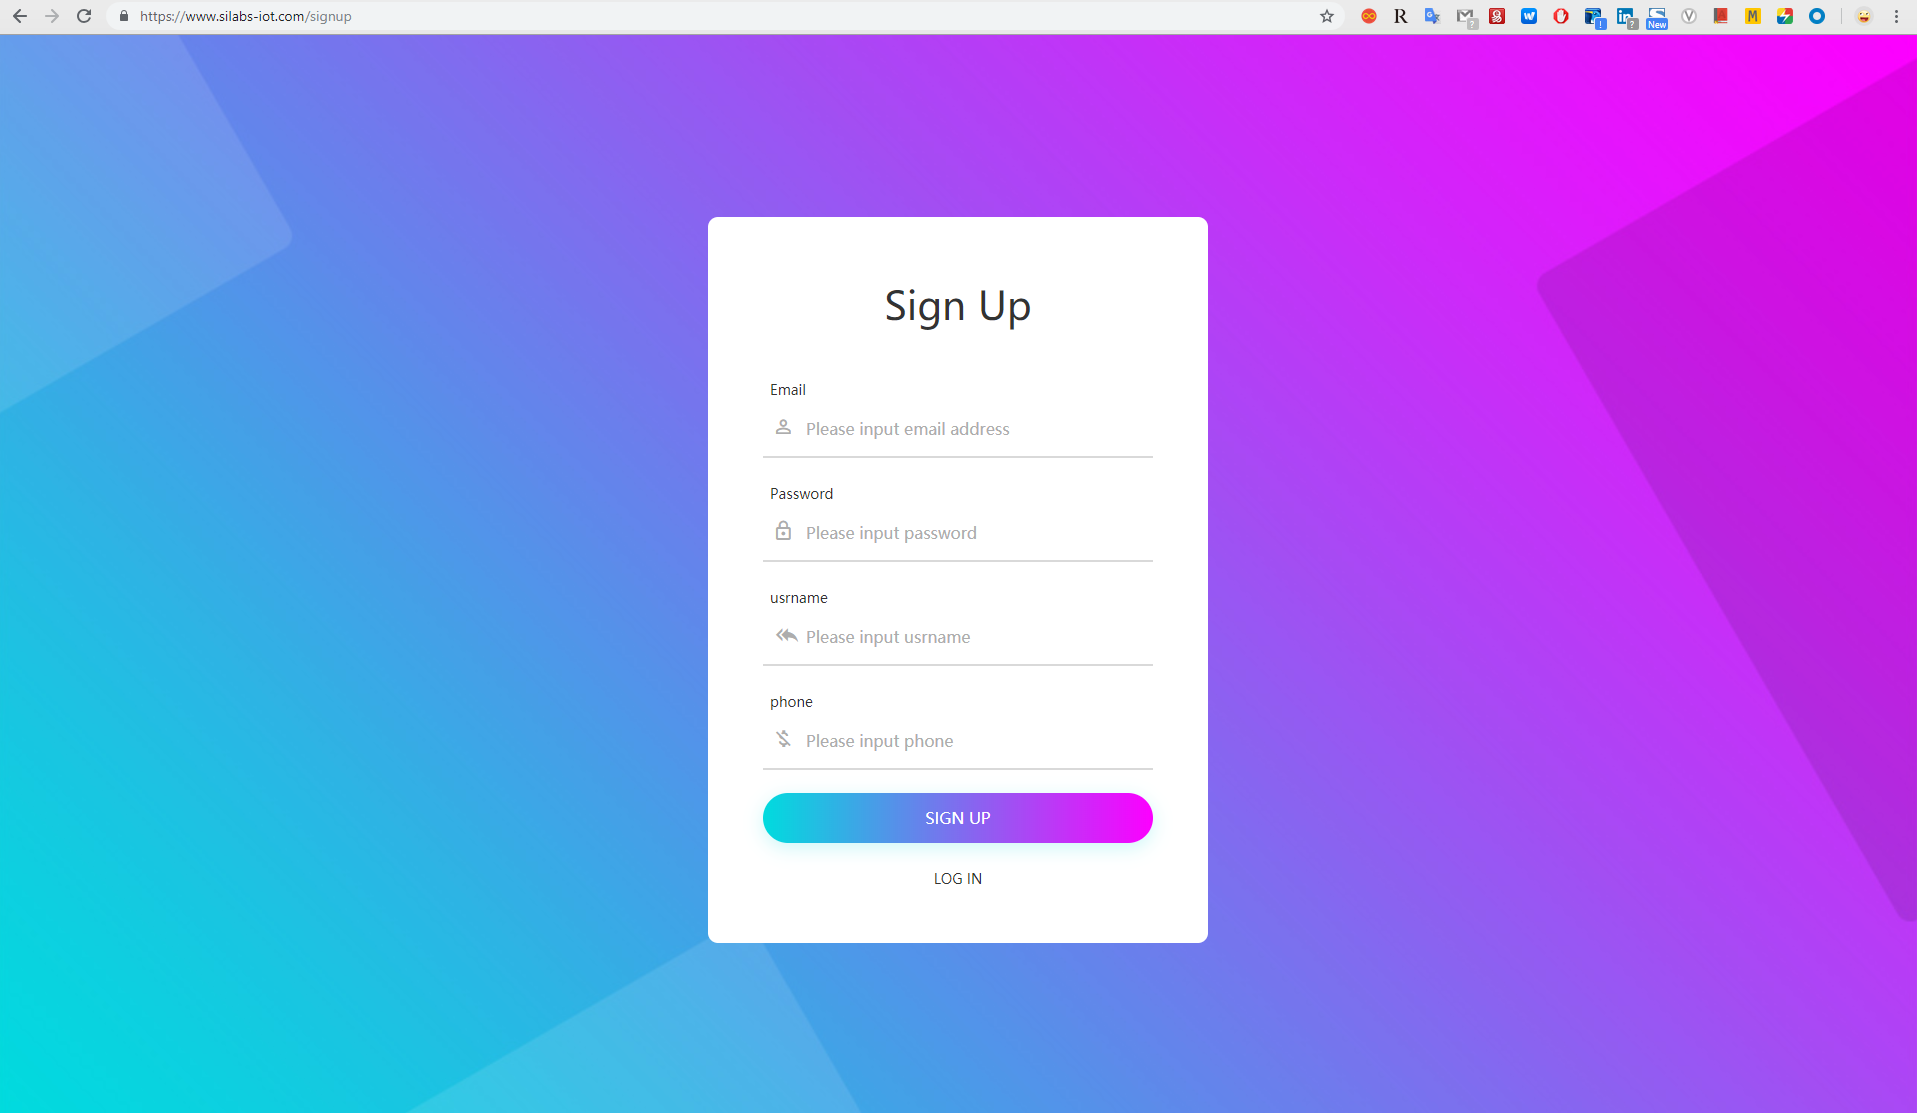 https://www.silabs-iot.com/signup
R
G
?
W
!
in
?
New
V
M
Sign Up
Email
Please input email address
Password
Please input password
usrname
Please input usrname
phone
Please input phone
SIGN UP
LOG IN